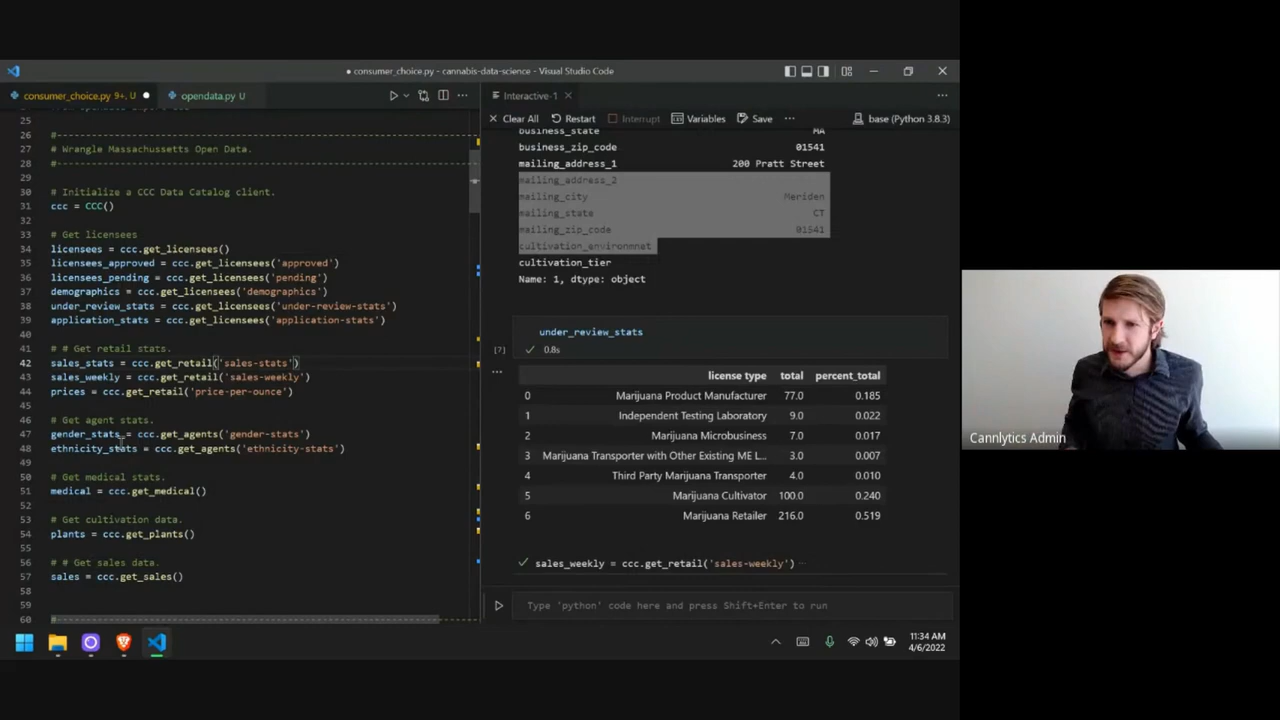 consumer_choice.py - cannabis-data-science - Visual Studio Code
consumer_choice.py 9+, U
opendata.py U
Interactive-1
Clear All
Restart
Interrupt
Variables
Save
base (Python 3.8.3)
25
26 #
27 # Wrangle Massachussetts Open Data.
28 #
29
30 # Initialize a CCC Data Catalog client.
31 ccc = CCC()
32
33 # Get licensees
34 licensees = ccc.get_licensees()
35 licensees_approved = ccc.get_licensees('approved')
36 licensees_pending = ccc.get_licensees('pending')
37 demographics = ccc.get_licensees('demographics')
38 under_review_stats = ccc.get_licensees('under-review-stats')
39 application_stats = ccc.get_licensees('application-stats')
40
41 # # Get retail stats.
42 sales_stats = ccc.get_retail('sales-stats')
43 sales_weekly = ccc.get_retail('sales-weekly')
44 prices = ccc.get_retail('price-per-ounce')
45
46 # Get agent stats.
47 gender_stats = ccc.get_agents('gender-stats')
48 ethnicity_stats = ccc.get_agents('ethnicity-stats')
49
50 # Get medical stats.
51 medical = ccc.get_medical()
52
53 # Get cultivation data.
54 plants = ccc.get_plants()
55
56 # # Get sales data.
57 sales = ccc.get_sales()
58
59
60 #
business_state MA
business_zip_code 01541
mailing_address_1 200 Pratt Street
mailing_address_2
mailing_city Meriden
mailing_state CT
mailing_zip_code 01541
cultivation_environmnet
cultivation_tier
Name: 1, dtype: object
under_review_stats
[7] 0.8s
license type total percent_total
0 Marijuana Product Manufacturer 77.0 0.185
1 Independent Testing Laboratory 9.0 0.022
2 Marijuana Microbusiness 7.0 0.017
3 Marijuana Transporter with Other Existing ME L... 3.0 0.007
4 Third Party Marijuana Transporter 4.0 0.010
5 Marijuana Cultivator 100.0 0.240
6 Marijuana Retailer 216.0 0.519
sales_weekly = ccc.get_retail('sales-weekly')
Type 'python' code here and press Shift+Enter to run
11:34 AM
4/6/2022
Cannlytics Admin